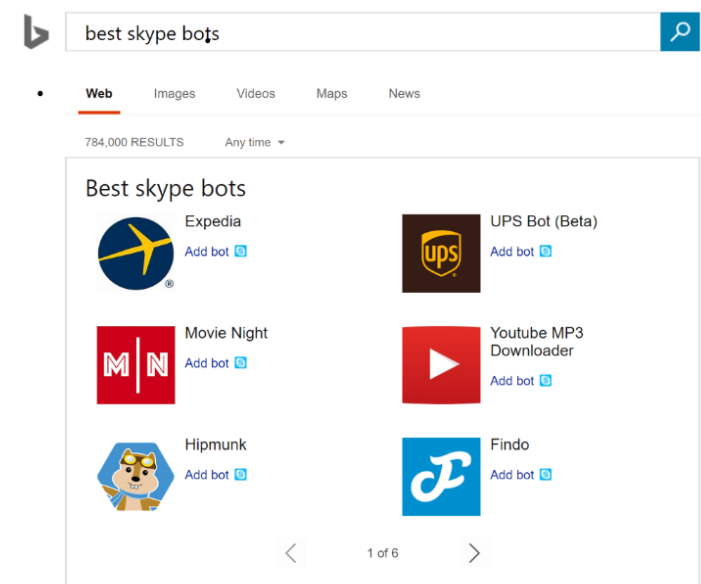 best skype bots
Web Images Videos Maps News
784,000 RESULTS Any time
Best skype bots
Expedia
Add bot
®
UPS Bot (Beta)
Add bot
ups
Movie Night
Add bot
M N
Youtube MP3
Downloader
Add bot
Hipmunk
Add bot
Findo
Add bot
1 of 6